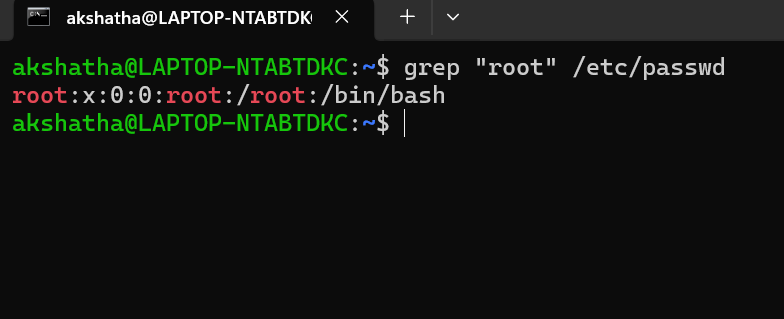 akshatha@LAPTOP-NTABTDK
akshatha@LAPTOP-NTABTDKC:~$ grep "root" /etc/passwd
root:x:0:0:root:/root:/bin/bash
akshatha@LAPTOP-NTABTDKC:~$